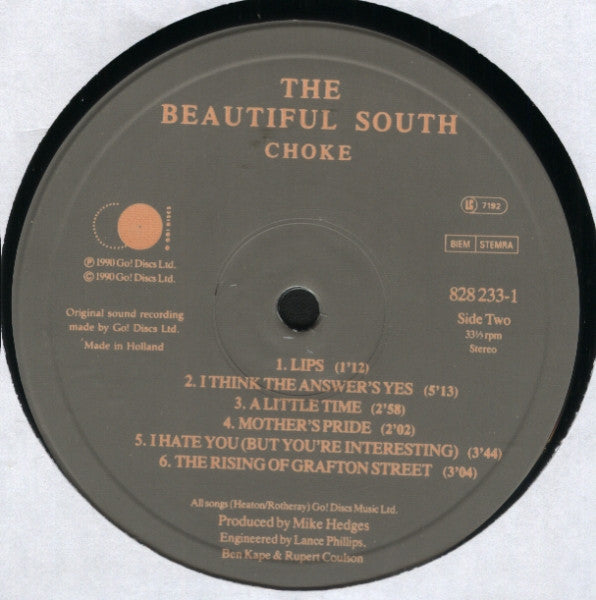 THE
BEAUTIFUL SOUTH
CHOKE
© GO! DISCS
℗ 1990 Go! Discs Ltd.
© 1990 Go! Discs Ltd.
Original sound recording
made by Go! Discs Ltd.
Made in Holland
LC 7192
BIEM STEMRA
828 233-1
Side Two
33⅓ rpm
Stereo
1. LIPS (1'12)
2. I THINK THE ANSWER'S YES (5'13)
3. A LITTLE TIME (2'58)
4. MOTHER'S PRIDE (2'02)
5. I HATE YOU (BUT YOU'RE INTERESTING) (3'44)
6. THE RISING OF GRAFTON STREET (3'04)
All songs (Heaton/Rotheray) Go! Discs Music Ltd.
Produced by Mike Hedges
Engineered by Lance Phillips.
Ben Kape & Rupert Coulson